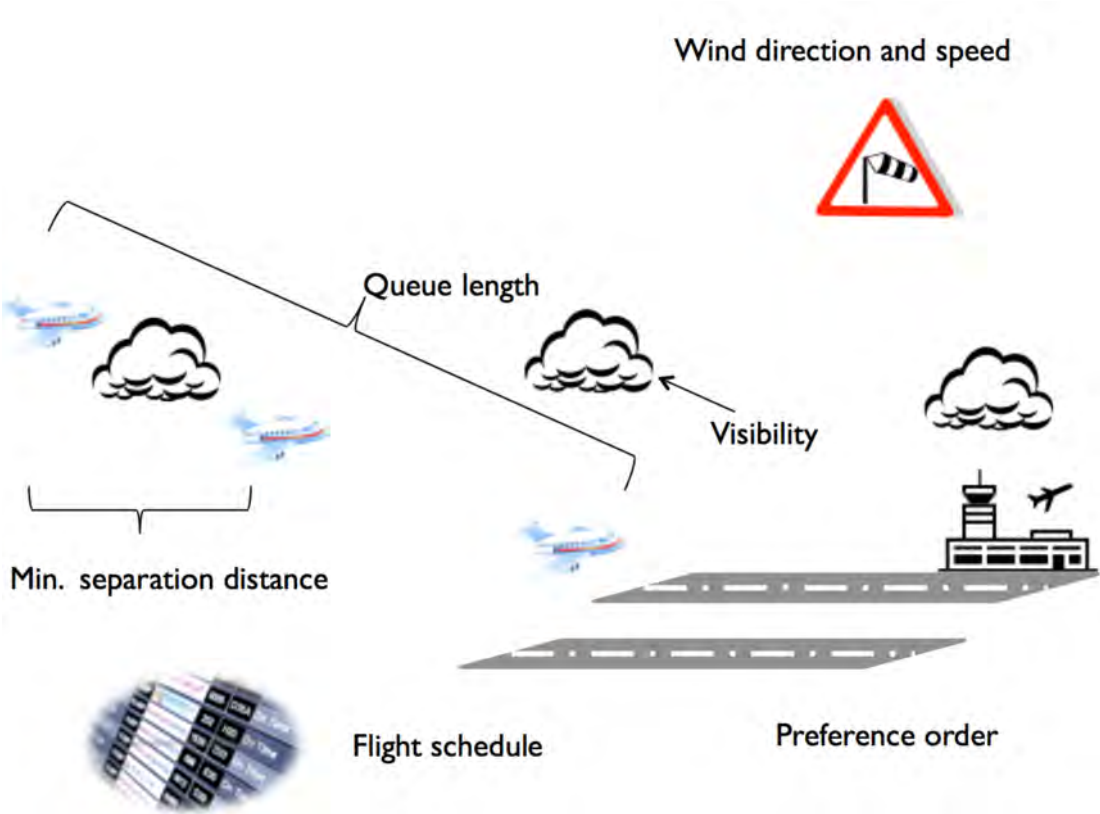 Wind direction and speed
Queue length
Visibility
Min. separation distance
Flight schedule
Preference order